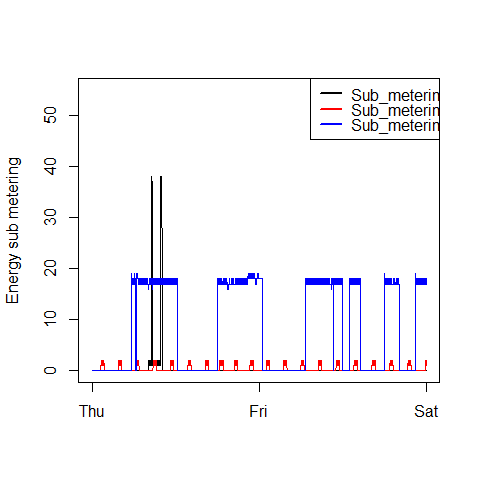 Sub_meterin
Sub_meterin
Sub_meterin
Energy sub metering
50
40
30
20
10
0
Thu Fri Sat